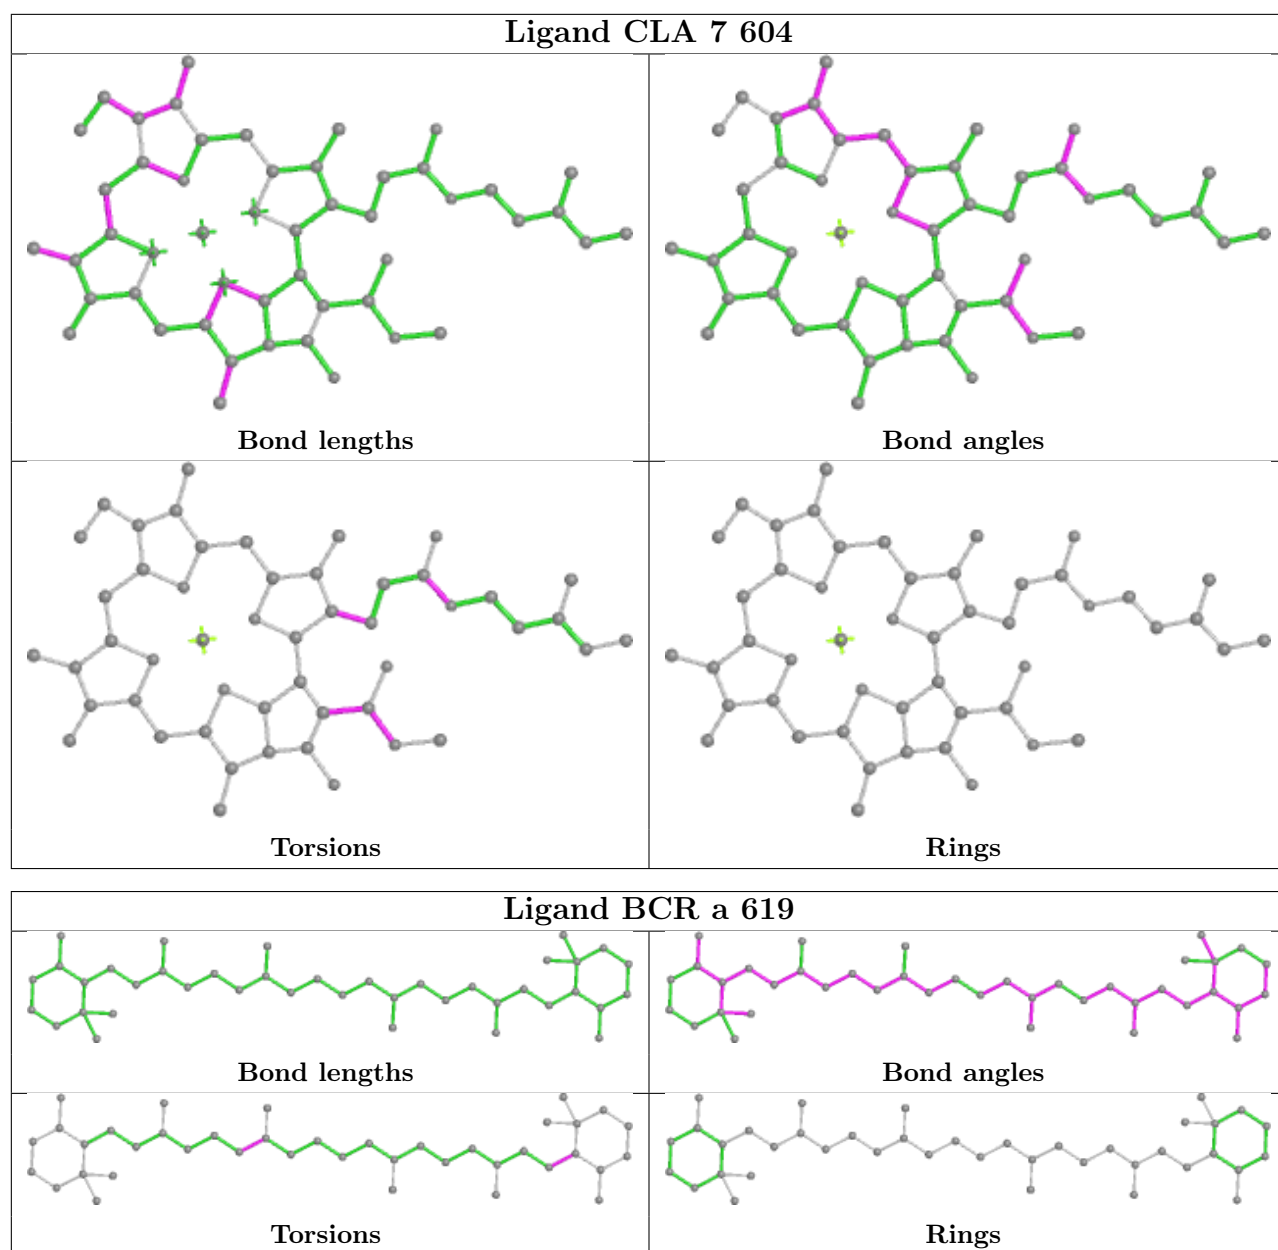 Ligand CLA 7 604
Bond lengths
Bond angles
Torsions
Rings
Ligand BCR a 619
Bond lengths
Bond angles
Torsions
Rings